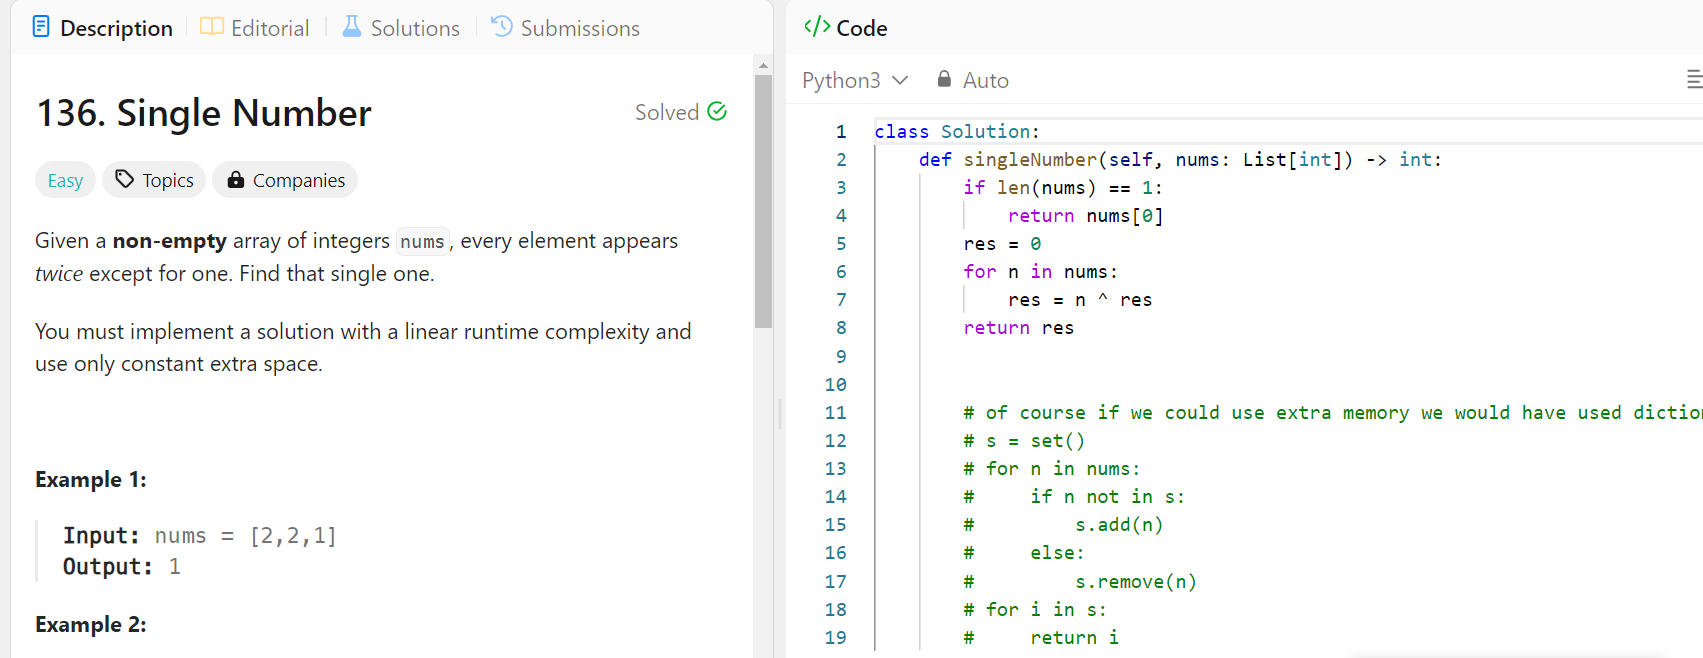 Description Editorial Solutions Submissions
136. Single Number Solved
Easy Topics Companies
Given a non-empty array of integers nums, every element appears
twice except for one. Find that single one.
You must implement a solution with a linear runtime complexity and
use only constant extra space.
Example 1:
Input: nums = [2,2,1]
Output: 1
Example 2:
</> Code
Python3 Auto
1 class Solution:
2     def singleNumber(self, nums: List[int]) -> int:
3         if len(nums) == 1:
4             return nums[0]
5         res = 0
6         for n in nums:
7             res = n ^ res
8         return res
9
10
11         # of course if we could use extra memory we would have used
12         # s = set()
13         # for n in nums:
14         #     if n not in s:
15         #         s.add(n)
16         #     else:
17         #         s.remove(n)
18         # for i in s:
19         #     return i